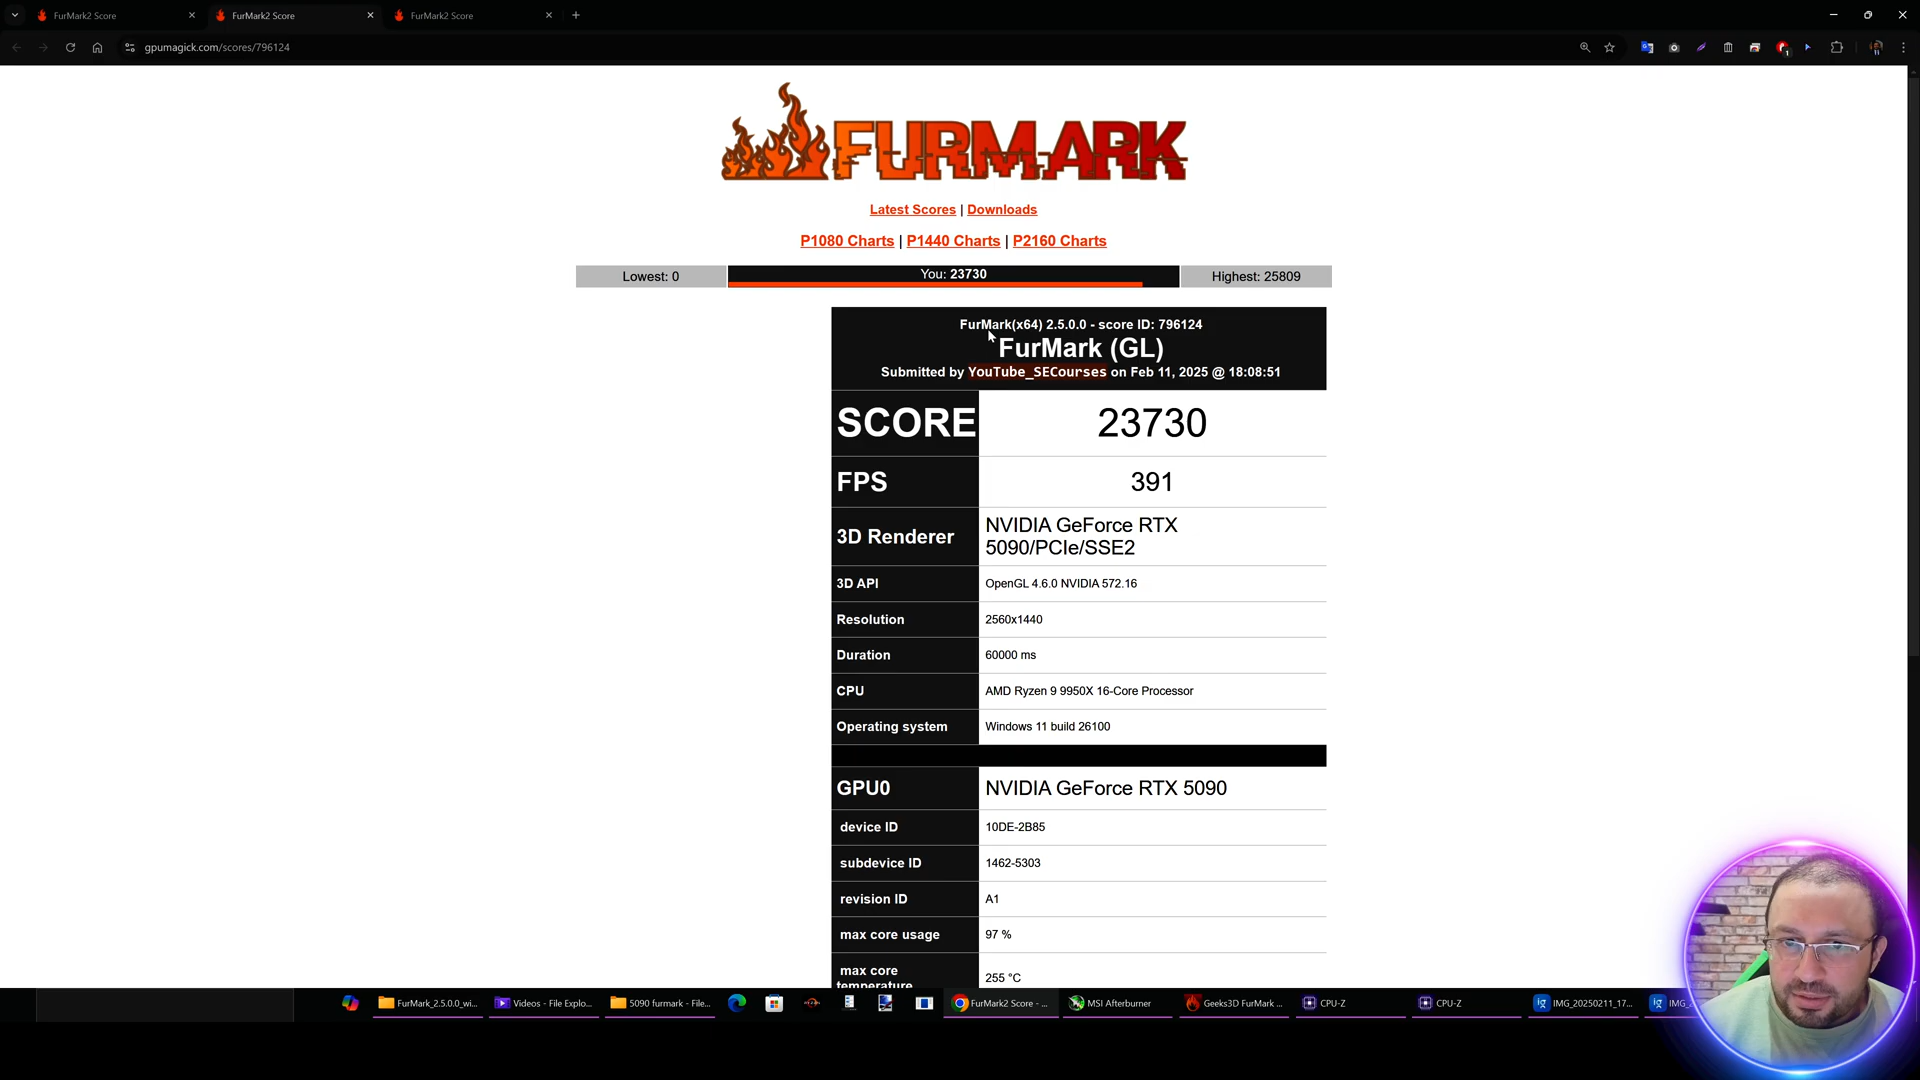 FurMark2 Score
FurMark2 Score
FurMark2 Score
gpumagick.com/scores/796124
FURMARK
Latest Scores | Downloads
P1080 Charts | P1440 Charts | P2160 Charts
Lowest: 0
You: 23730
Highest: 25809
FurMark(x64) 2.5.0.0 - score ID: 796124
FurMark (GL)
Submitted by YouTube_SECourses on Feb 11, 2025 @ 18:08:51
SCORE 23730
FPS 391
3D Renderer NVIDIA GeForce RTX
5090/PCIe/SSE2
3D API OpenGL 4.6.0 NVIDIA 572.16
Resolution 2560x1440
Duration 60000 ms
CPU AMD Ryzen 9 9950X 16-Core Processor
Operating system Windows 11 build 26100
GPU0 NVIDIA GeForce RTX 5090
device ID 10DE-2B85
subdevice ID 1462-5303
revision ID A1
max core usage 97 %
max core
temperature 255 °C
FurMark_2.5.0.0_wi...
Videos - File Explo...
5090 furmark - File...
FurMark2 Score - ...
MSI Afterburner
Geeks3D FurMark ...
CPU-Z
CPU-Z
IMG_20250211_17...
IMG_